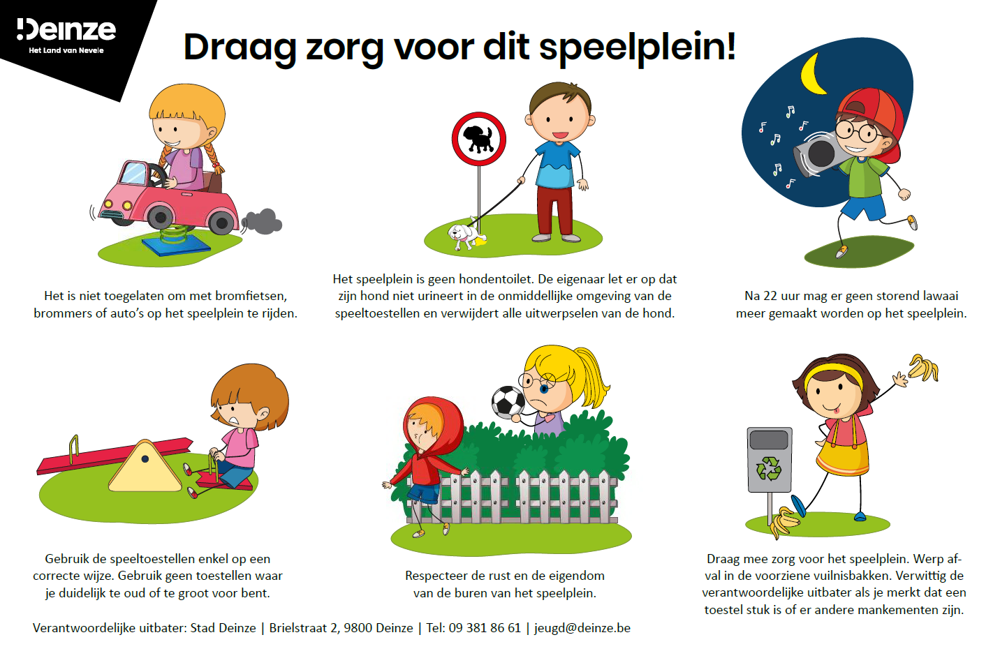 Deinze
Het Land van Nevele
Draag zorg voor dit speelplein!
Het is niet toegelaten om met bromfietsen,
brommers of auto's op het speelplein te rijden.
Het speelplein is geen hondentoilet. De eigenaar let er op dat
zijn hond niet urineert in de onmiddellijke omgeving van de
speeltoestellen en verwijdert alle uitwerpselen van de hond.
Na 22 uur mag er geen storend lawaai
meer gemaakt worden op het speelplein.
Gebruik de speeltoestellen enkel op een
correcte wijze. Gebruik geen toestellen waar
je duidelijk te oud of te groot voor bent.
Respecteer de rust en de eigendom
van de buren van het speelplein.
Draag mee zorg voor het speelplein. Werp af-
val in de voorziene vuilnisbakken. Verwittig de
verantwoordelijke uitbater als je merkt dat een
toestel stuk is of er andere mankementen zijn.
Verantwoordelijke uitbater: Stad Deinze | Brielstraat 2, 9800 Deinze | Tel: 09 381 86 61 | jeugd@deinze.be